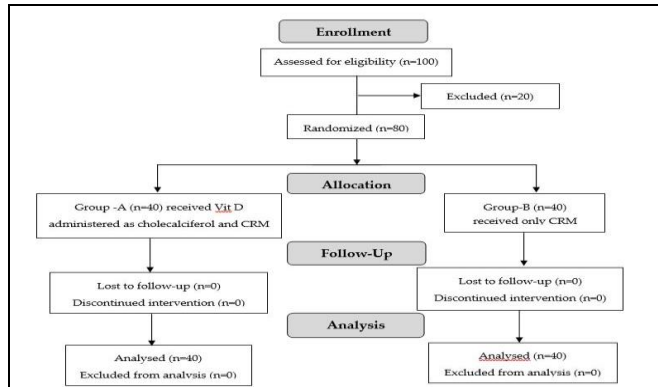 Enrollment
Assessed for eligibility (n=100)
Excluded (n=20)
Randomized (n=80)
Allocation
Group -A (n=40) received Vit D
administered as cholecalciferol and CRM
Group-B (n=40)
received only CRM
Follow-Up
Lost to follow-up (n=0)
Discontinued intervention (n=0)
Lost to follow-up (n=0)
Discontinued intervention (n=0)
Analysis
Analysed (n=40)
Excluded from analysis (n=0)
Analysed (n=40)
Excluded from analysis (n=0)